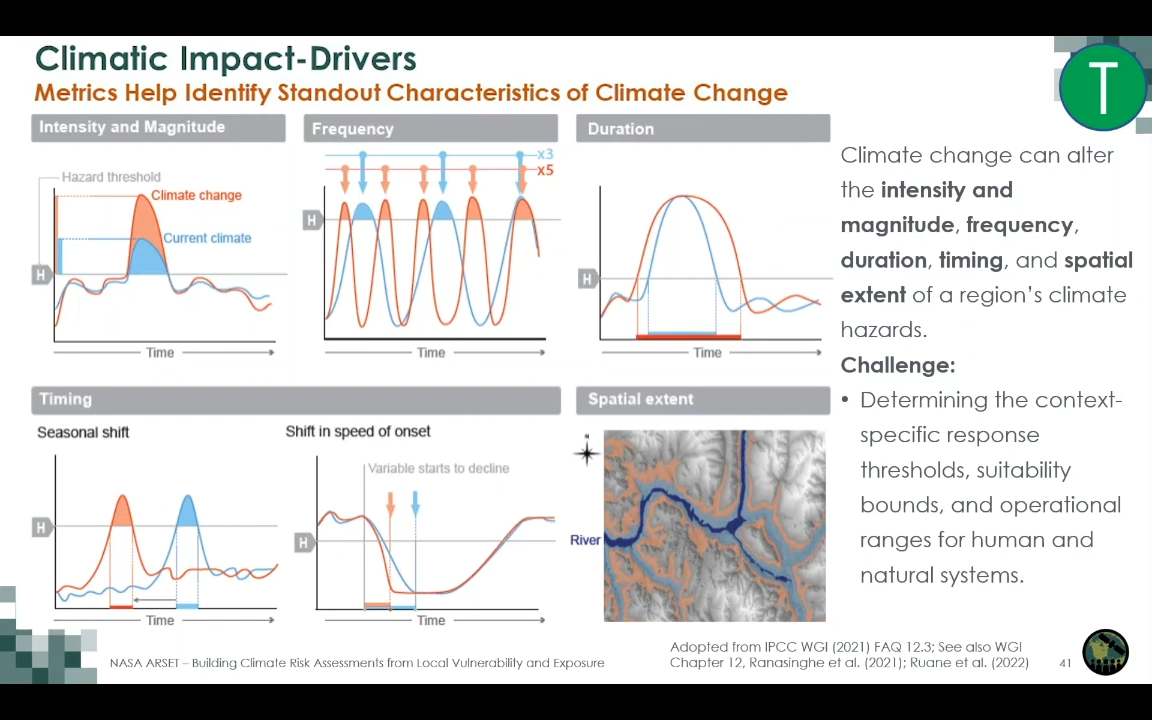 Climatic Impact-Drivers
Metrics Help Identify Standout Characteristics of Climate Change
T
Intensity and Magnitude
Hazard threshold
Climate change
Current climate
H
Time
Frequency
x3
x5
H
Time
Duration
H
Time
Timing
Seasonal shift
H
Time
Shift in speed of onset
Variable starts to decline
H
Time
Spatial extent
N
River
Climate change can alter
the intensity and
magnitude, frequency,
duration, timing, and spatial
extent of a region's climate
hazards.
Challenge:
• Determining the context-
specific response
thresholds, suitability
bounds, and operational
ranges for human and
natural systems.
Adopted from IPCC WGI (2021) FAQ 12.3; See also WGI
Chapter 12, Ranasinghe et al. (2021); Ruane et al. (2022)
NASA ARSET – Building Climate Risk Assessments from Local Vulnerability and Exposure
41